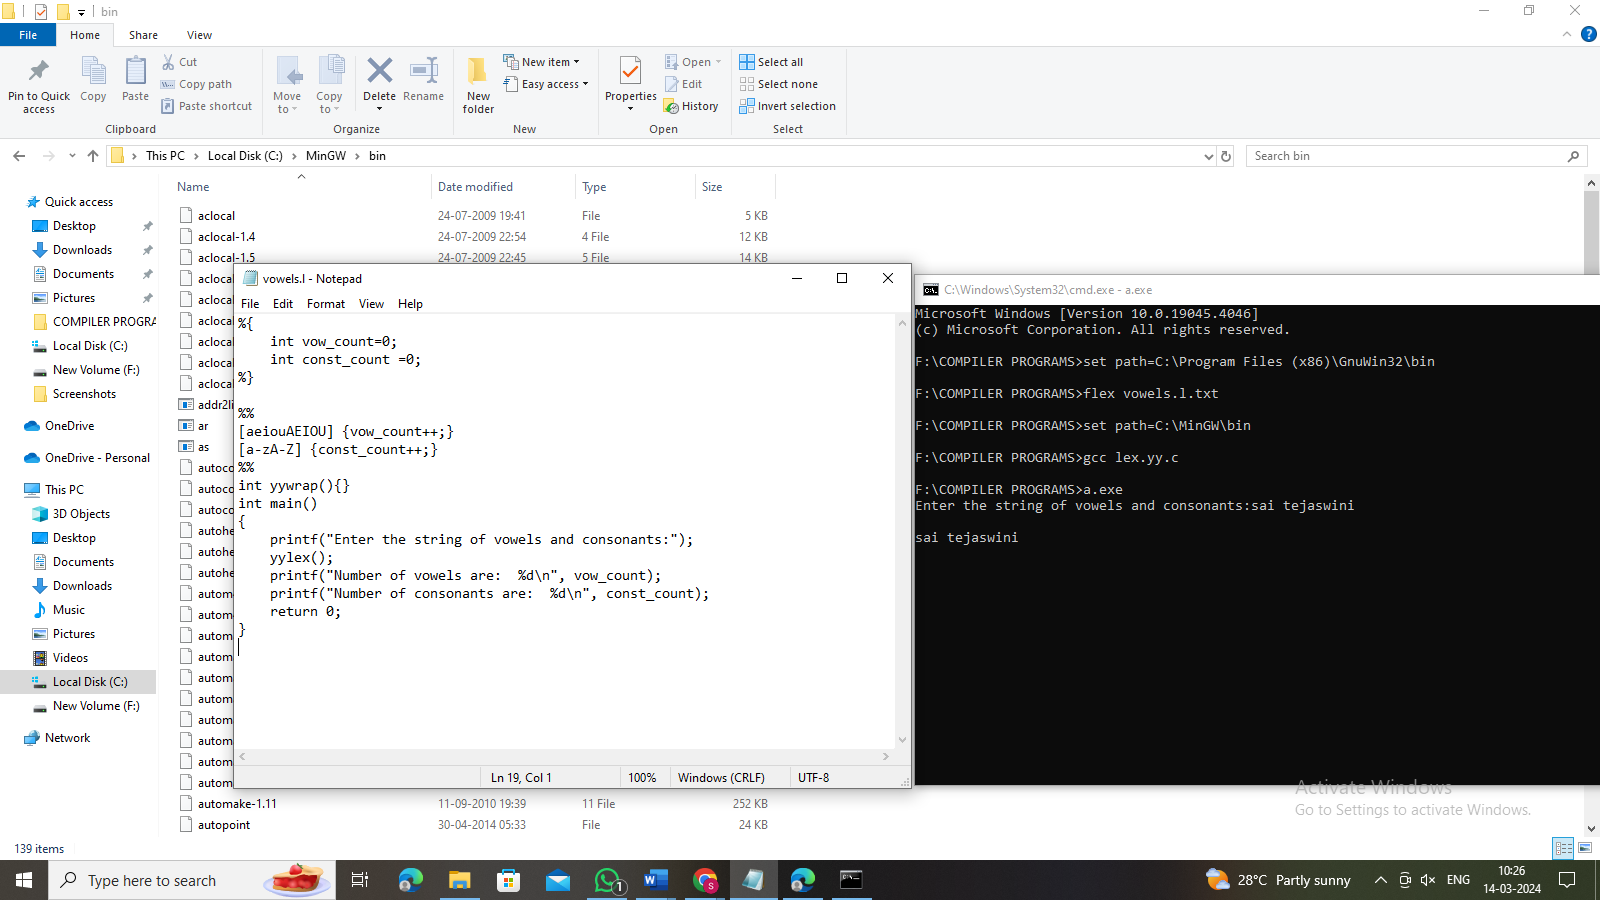 bin
File Home Share View
Pin to Quick access
Copy
Paste
Cut
Copy path
Paste shortcut
Clipboard
Move to
Copy to
Delete
Rename
Organize
New folder
New item
Easy access
New
Properties
Open
Edit
History
Open
Select all
Select none
Invert selection
Select
This PC > Local Disk (C:) > MinGW > bin
Search bin
Quick access
Desktop
Downloads
Documents
Pictures
COMPILER PROGRA
Local Disk (C:)
New Volume (F:)
Screenshots
OneDrive
OneDrive - Personal
This PC
3D Objects
Desktop
Documents
Downloads
Music
Pictures
Videos
Local Disk (C:)
New Volume (F:)
Network
139 items
Name Date modified Type Size
aclocal 24-07-2009 19:41 File 5 KB
aclocal-1.4 24-07-2009 22:54 4 File 12 KB
aclocal-1.5 24-07-2009 22:45 5 File 14 KB
aclocal
aclocal
aclocal
aclocal
aclocal
aclocal
addr2li
ar
as
autoco
autoco
autoco
autohe
autohe
autohe
autom
autom
autom
autom
autom
autom
autom
autom
autom
autom
automake-1.11 11-09-2010 19:39 11 File 252 KB
autopoint 30-04-2014 05:33 File 24 KB
vowels.l - Notepad
File Edit Format View Help
%{
int vow_count=0;
int const_count =0;
%}
%%
[aeiouAEIOU] {vow_count++;}
[a-zA-Z] {const_count++;}
%%
int yywrap(){}
int main()
{
printf("Enter the string of vowels and consonants:");
yylex();
printf("Number of vowels are:  %d\n", vow_count);
printf("Number of consonants are:  %d\n", const_count);
return 0;
}
Ln 19, Col 1 100% Windows (CRLF) UTF-8
C:\Windows\System32\cmd.exe - a.exe
Microsoft Windows [Version 10.0.19045.4046]
(c) Microsoft Corporation. All rights reserved.
F:\COMPILER PROGRAMS>set path=C:\Program Files (x86)\GnuWin32\bin
F:\COMPILER PROGRAMS>flex vowels.l.txt
F:\COMPILER PROGRAMS>set path=C:\MinGW\bin
F:\COMPILER PROGRAMS>gcc lex.yy.c
F:\COMPILER PROGRAMS>a.exe
Enter the string of vowels and consonants:sai tejaswini
sai tejaswini
Activate Windows
Go to Settings to activate Windows.
Type here to search
1
S
28°C Partly sunny
ENG
10:26
14-03-2024